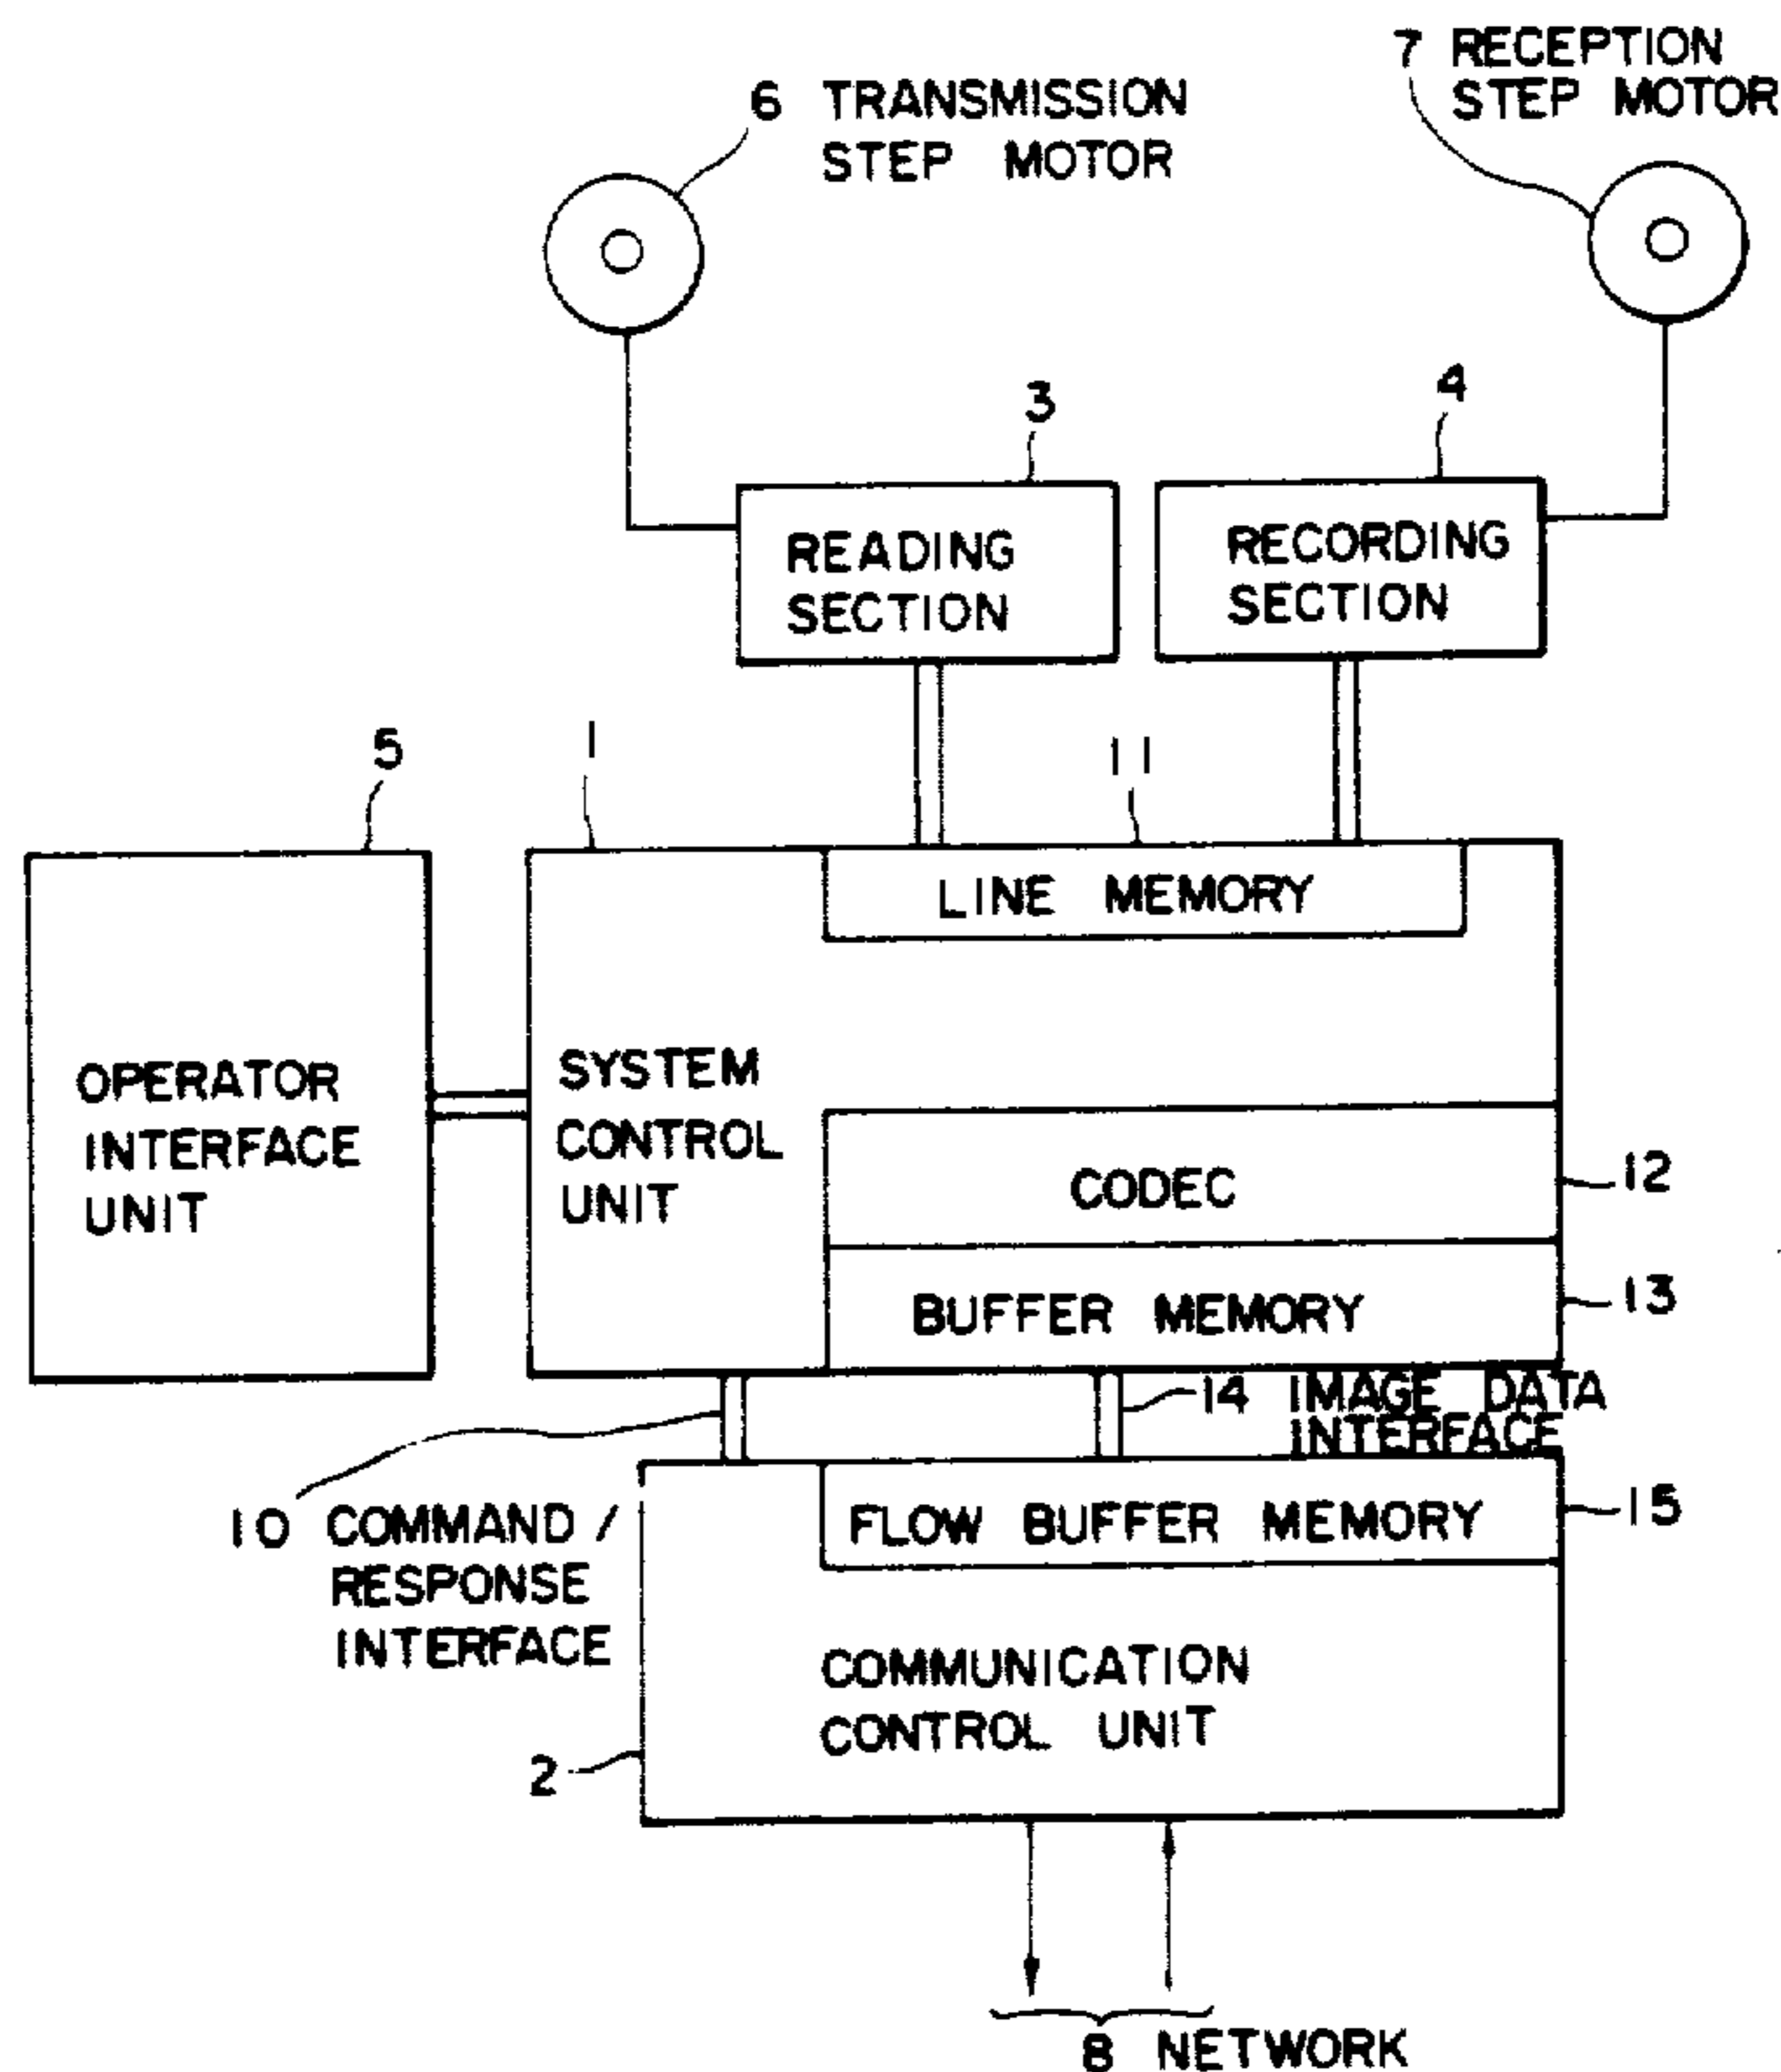 7 RECEPTION
STEP MOTOR
6 TRANSMISSION
STEP MOTOR
3
4
READING
SECTION
RECORDING
SECTION
5
1
11
LINE MEMORY
OPERATOR
INTERFACE
UNIT
SYSTEM
CONTROL
UNIT
CODEC
12
BUFFER MEMORY
13
14 IMAGE DATA
INTERFACE
10 COMMAND /
RESPONSE
INTERFACE
FLOW BUFFER MEMORY
15
COMMUNICATION
CONTROL UNIT
2
8 NETWORK